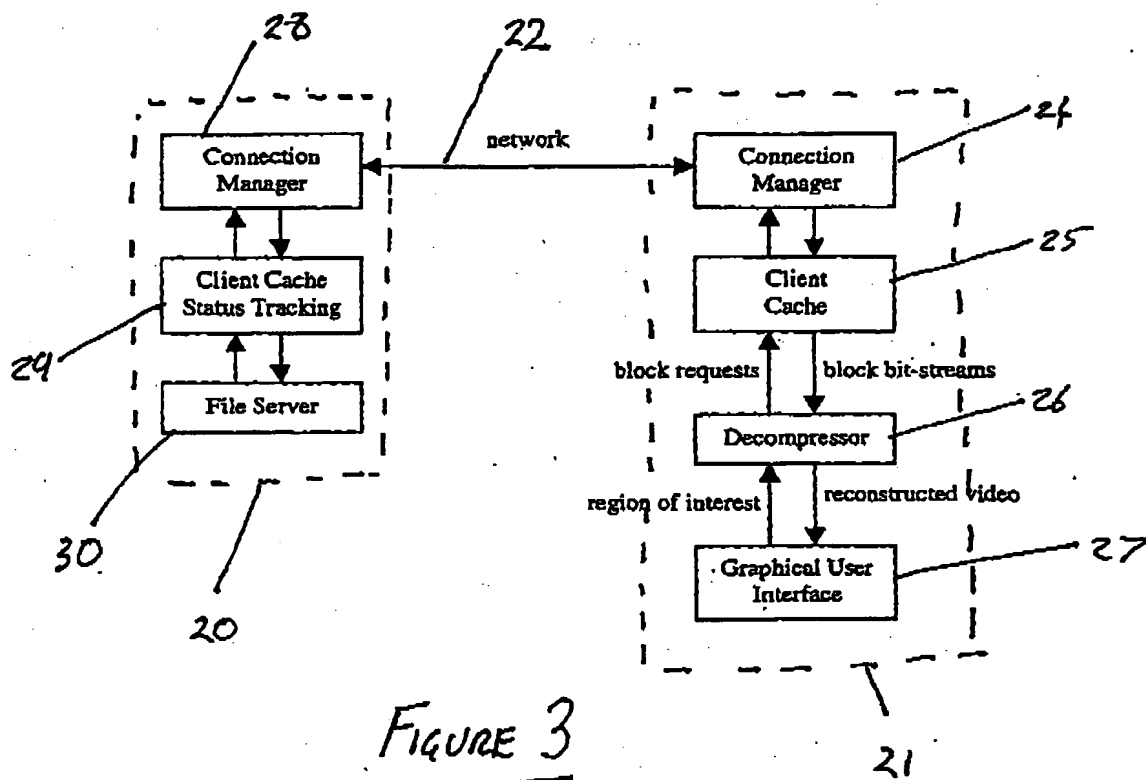 28
22
network
24
Connection
Manager
Connection
Manager
25
Client Cache
Status Tracking
Client
Cache
29
block requests
block bit-streams
File Server
26
Decompressor
region of interest
reconstructed video
30
27
Graphical User
Interface
20
FIGURE 3
21